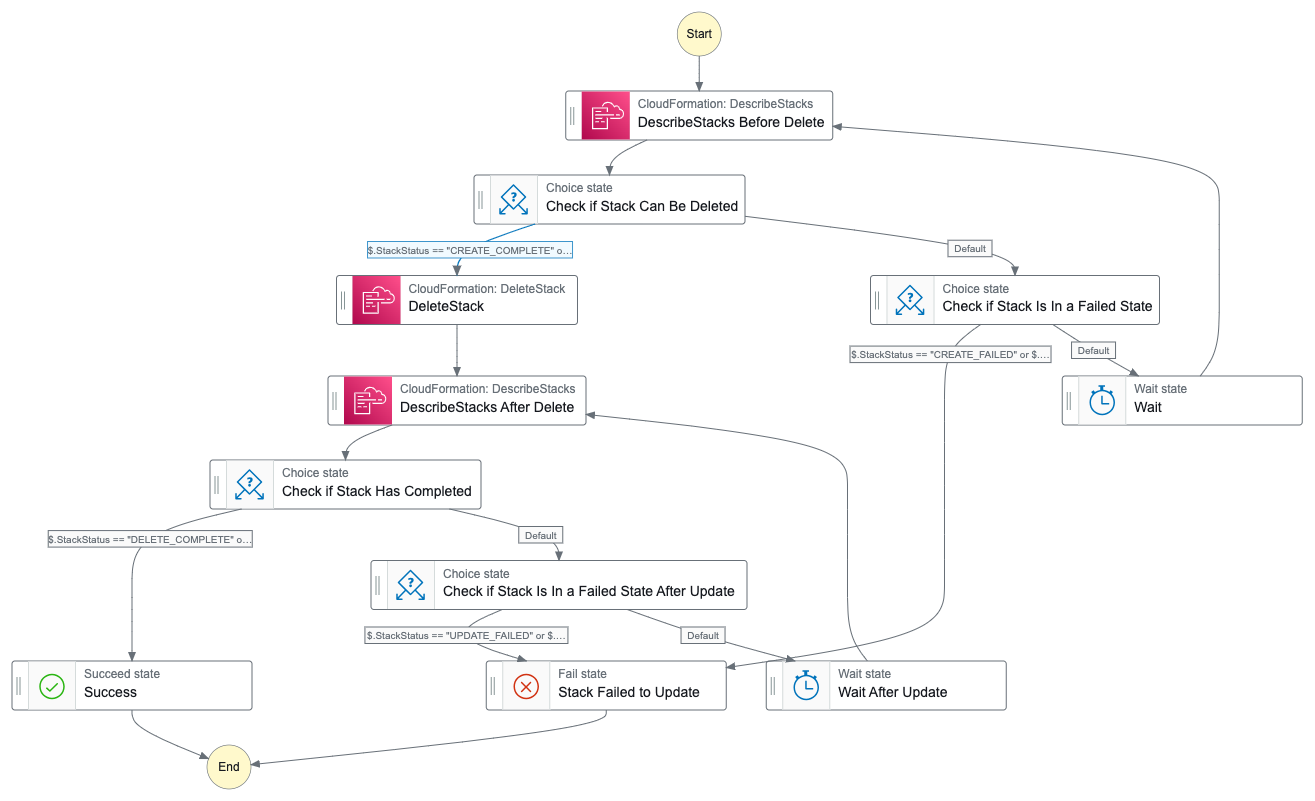 Start
CloudFormation: DescribeStacks
DescribeStacks Before Delete
Choice state
Check if Stack Can Be Deleted
$.StackStatus == "CREATE_COMPLETE" o...
Default
CloudFormation: DeleteStack
DeleteStack
Choice state
Check if Stack Is In a Failed State
$.StackStatus == "CREATE_FAILED" or $....
Default
CloudFormation: DescribeStacks
DescribeStacks After Delete
Wait state
Wait
Choice state
Check if Stack Has Completed
$.StackStatus == "DELETE_COMPLETE" o...
Default
Choice state
Check if Stack Is In a Failed State After Update
$.StackStatus == "UPDATE_FAILED" or $....
Default
Succeed state
Success
Fail state
Stack Failed to Update
Wait state
Wait After Update
End